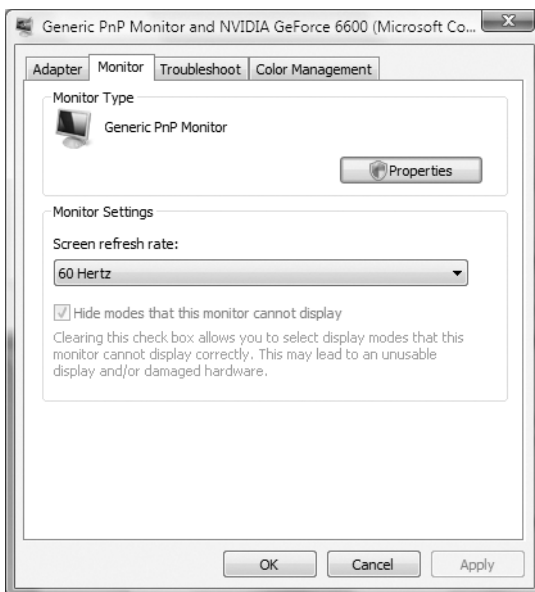 Generic PnP Monitor and NVIDIA GeForce 6600 (Microsoft Co...
Adapter Monitor Troubleshoot Color Management
Monitor Type
Generic PnP Monitor
Properties
Monitor Settings
Screen refresh rate:
60 Hertz
Hide modes that this monitor cannot display
Clearing this check box allows you to select display modes that this
monitor cannot display correctly. This may lead to an unusable
display and/or damaged hardware.
OK Cancel Apply